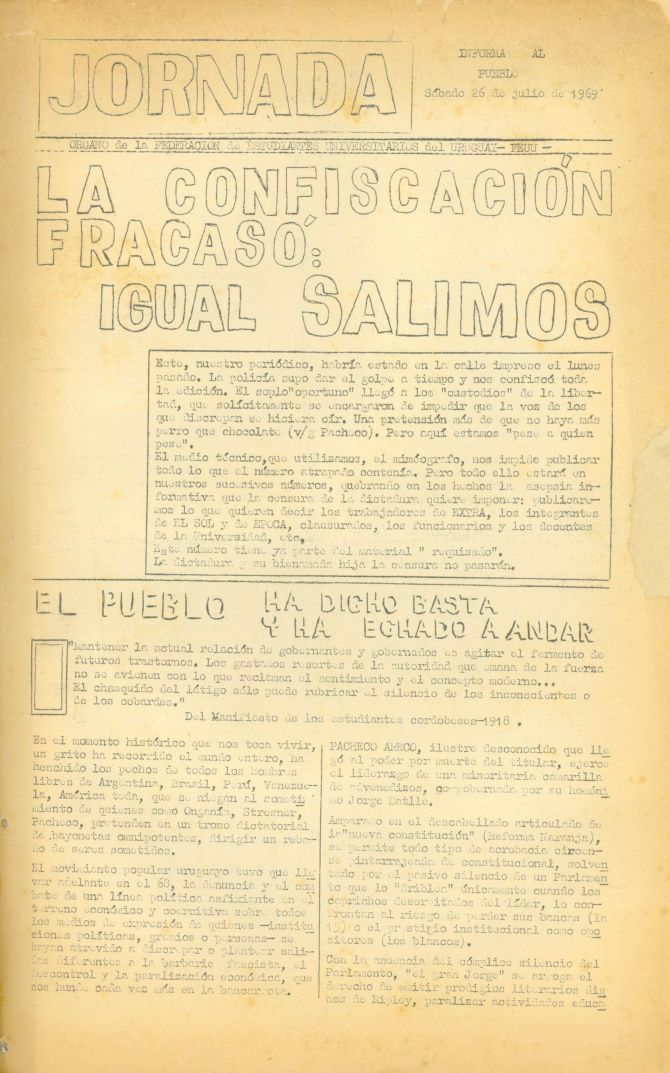 JORNADA
INFORMA AL
PUEBLO
Sábado 26 de julio de 1969
ORGANO de la FEDERACION de ESTUDIANTES UNIVERSITARIOS del URUGUAY- FEUU -
LA CONFISCACIÓN
FRACASÓ:
IGUAL SALIMOS
Este, nuestro periódico, habría estado en la calle impreso el lunes
pasado. La policía supo dar el golpe a tiempo y nos confiscó toda
la edición. El soplo"oportuno" llegó a los "custodios" de la liber-
tad, que solícitamente se encargaron de impedir que la voz de los
que discrepan se hiciera oír. Una pretensión más de que no haya más
perro que chocolate (v/g Pacheco). Pero aquí estamos "pese a quien
pese".
El medio técnico,que utilizamos, el mimeógrafo, nos impide publicar
todo lo que el número atrapado contenía. Pero todo ello estará en
nuestros sucesivos números, quebrando en los hechos la asepsia in-
formativa que la censura de la dictadura quiere imponer: publicare-
mos lo que quieren decir los trabajadores de EXTRA, los integrantes
de EL SOL y de EPOCA, clausurados, los funcionarios y los docentes
de la Universidad, etc,
Este número tiene ya parte del material " requisado".
La dictadura y su bienamada hija la censura no pasarán.
EL PUEBLO HA DICHO BASTA
Y HA ECHADO A ANDAR
"Mantener la actual relación de gobernantes y gobernados es agitar el fermento de
futuros trastornos. Los gastados resortes de la autoridad que emana de la fuerza
no se avienen con lo que reclaman el sentimiento y el concepto moderno...
El chasquido del látigo sólo puede rubricar el silencio de los inconscientes o
de los cobardes."
Del Manifiesto de los estudiantes cordobeses-1918 .
En el momento histórico que nos toca vivir,
un grito ha recorrido el mundo entero, ha
henchido los pechos de todos los hombres
libres de Argentina, Brasil, Perú, Venezue-
la, América toda, que se niegan al someti
miento de quienes como Onganía, Stresner,
Pacheco, pretenden en un trono dictatorial
de bayonetas omnipotentes, dirigir un reba-
ño de seres sometidos.
El movimiento popular uruguayo tuvo que lle
var adelante en el 68, la denuncia y el com
bate de una línea política asfixiante en el
terreno económico y coercitiva sobre todos
los medios de expresión de quienes -institu
ciones políticas, gremios o personas- se
hayan atrevido a discrepar o plantear sali-
das diferentes a la barbarie fascista, el
descontrol y la paralización económica, que
nos hunde cada vez más en la bancarrota.
PACHECO ARECO, ilustre desconocido que lle
gó al poder por muerte del titular, ejerce
el liderazgo de una minoritaria camarilla
de advenedizos, co-gobernada por su homóni
mo Jorge Batlle.
Amparado en el descabellado articulado de
la"nueva constitución" (Reforma Naranja),
se permite todo tipo de acrobacia circen-
se pintarrajeada de constitucional, solven
tado por el pasivo silencio de un Parlamen
to que lo "driblea" únicamente cuando los
caprichos desorbitados del líder, lo con-
frontan al riesgo de perder sus bancas (la
15) o el prestigio institucional como opo
sitores (los blancos).
Con la anuencia del cómplice silencio del
Parlamento, "el gran Jorge" se arroga el
derecho de emitir prodigios literarios dig
nos de Ripley, paralizar actividades educa